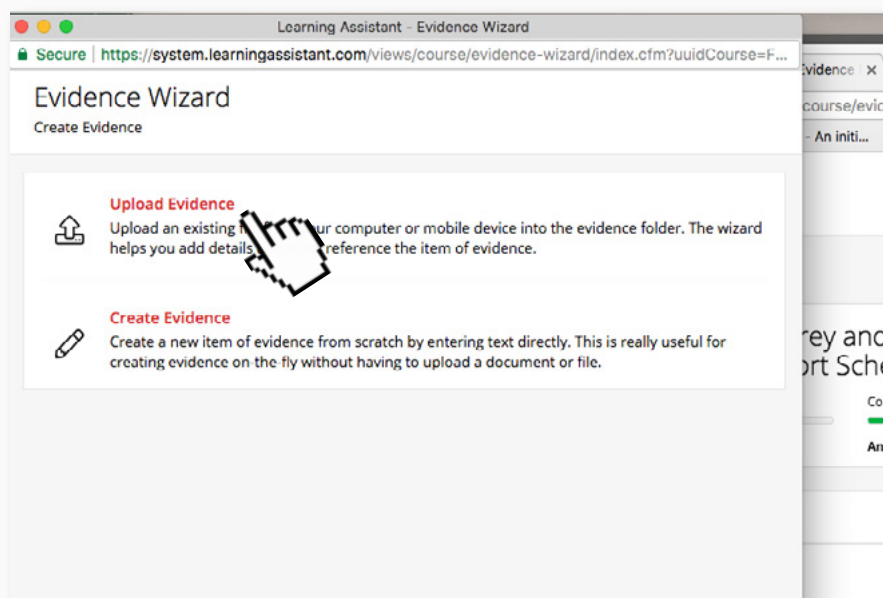 Learning Assistant - Evidence Wizard
Secure | https://system.learningassistant.com/views/course/evidence-wizard/index.cfm?uuidCourse=F...
Evidence Wizard
Create Evidence
Upload Evidence
Upload an existing ur computer or mobile device into the evidence folder. The wizard
helps you add details reference the item of evidence.
Create Evidence
Create a new item of evidence from scratch by entering text directly. This is really useful for
creating evidence on the fly without having to upload a document or file.
vidence
course/evid
- An initi...
rey and
ort Sche
Co
An